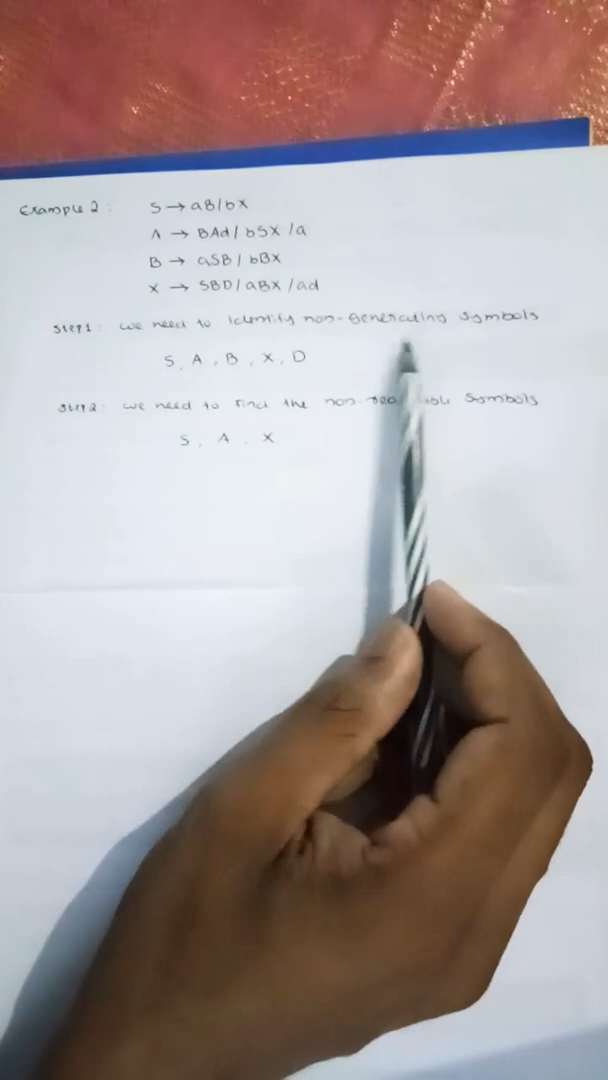 Example 2 : S → aB/bX
A → BAd/ bSX /a
B → aSB/ bBX
X → SBD/aBX /ad
Step1: we need to identify non-generating symbols
S, A, B, X, D
Step2: we need to find the symbols
S, A, X